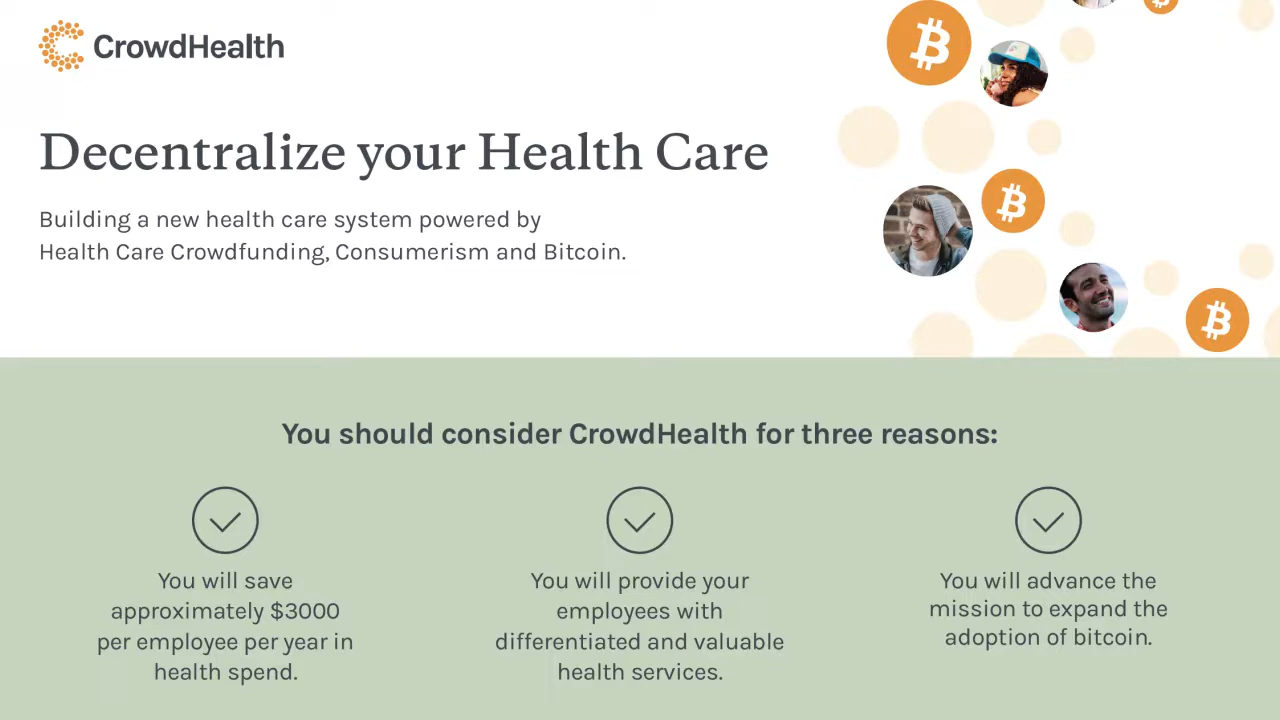 CrowdHealth
Decentralize your Health Care
Building a new health care system powered by
Health Care Crowdfunding, Consumerism and Bitcoin.
You should consider CrowdHealth for three reasons:
You will save
approximately $3000
per employee per year in
health spend.
You will provide your
employees with
differentiated and valuable
health services.
You will advance the
mission to expand the
adoption of bitcoin.